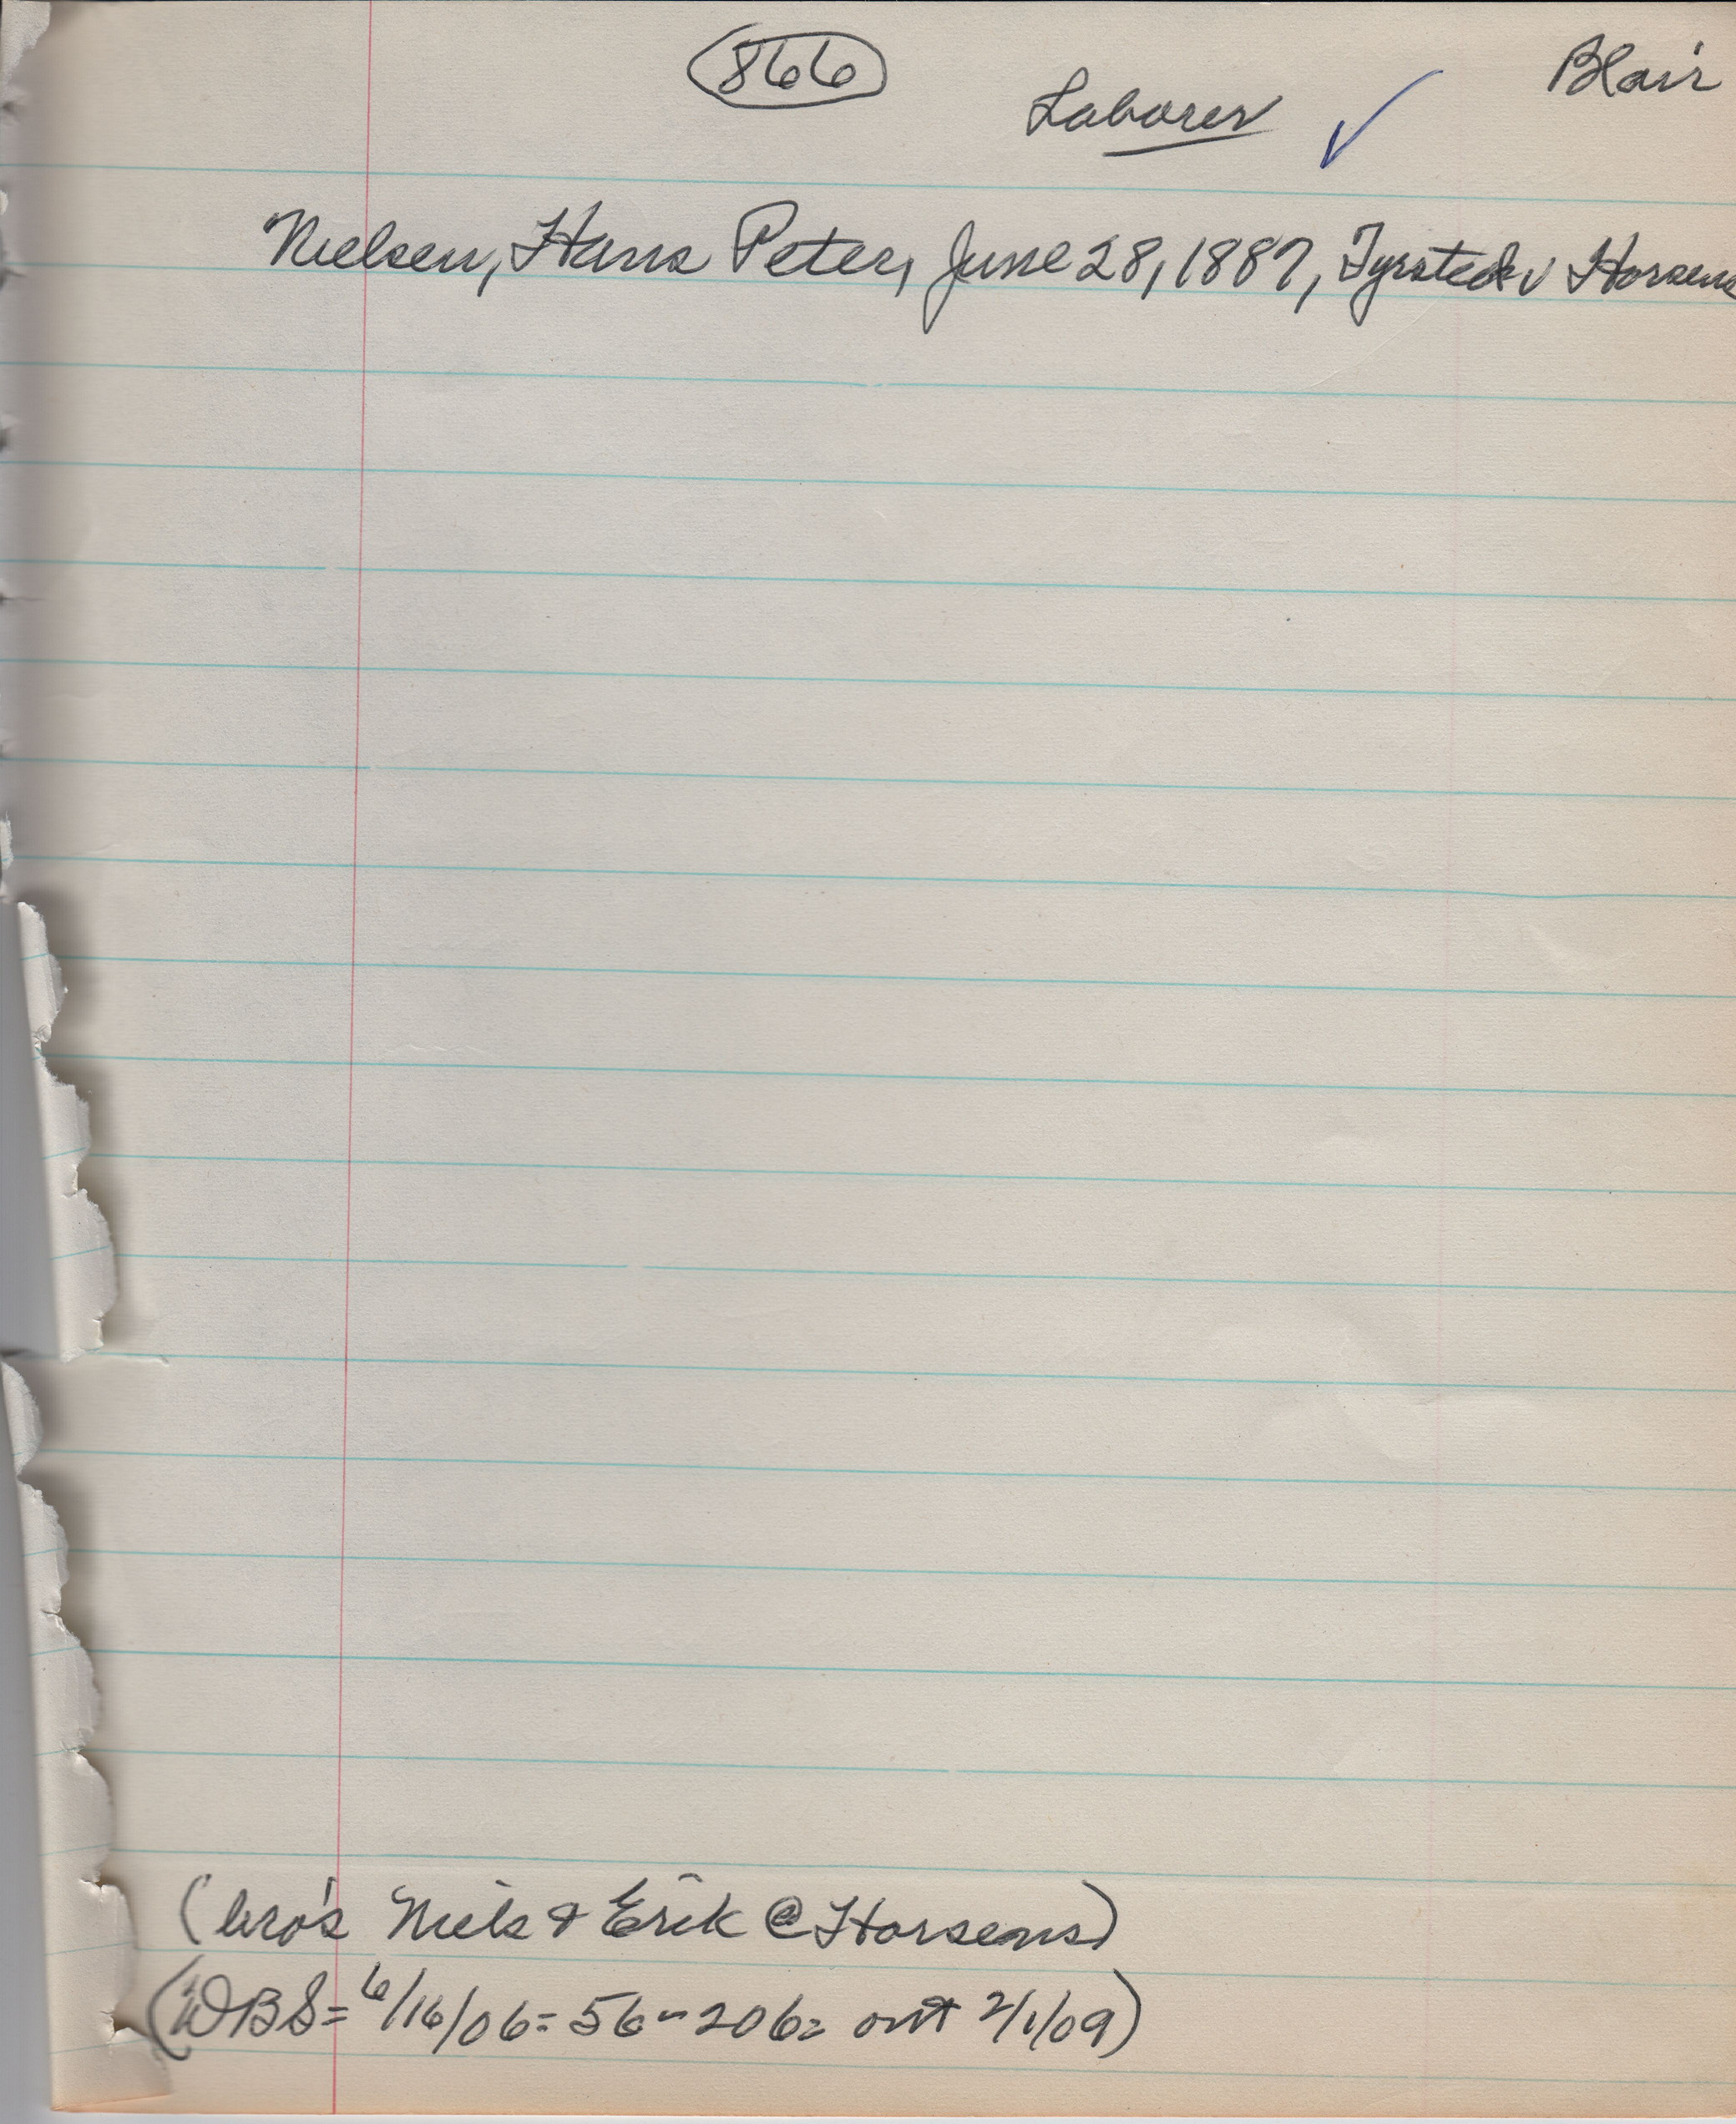 866
Blair
Laborer ✓
Nielsen, Hans Peter, June 28, 1887, Tyrsted v Horsens
(bro's Niels & Erik @ Horsens)
(WBS= 6/16/06= 56-206= out 2/1/09)